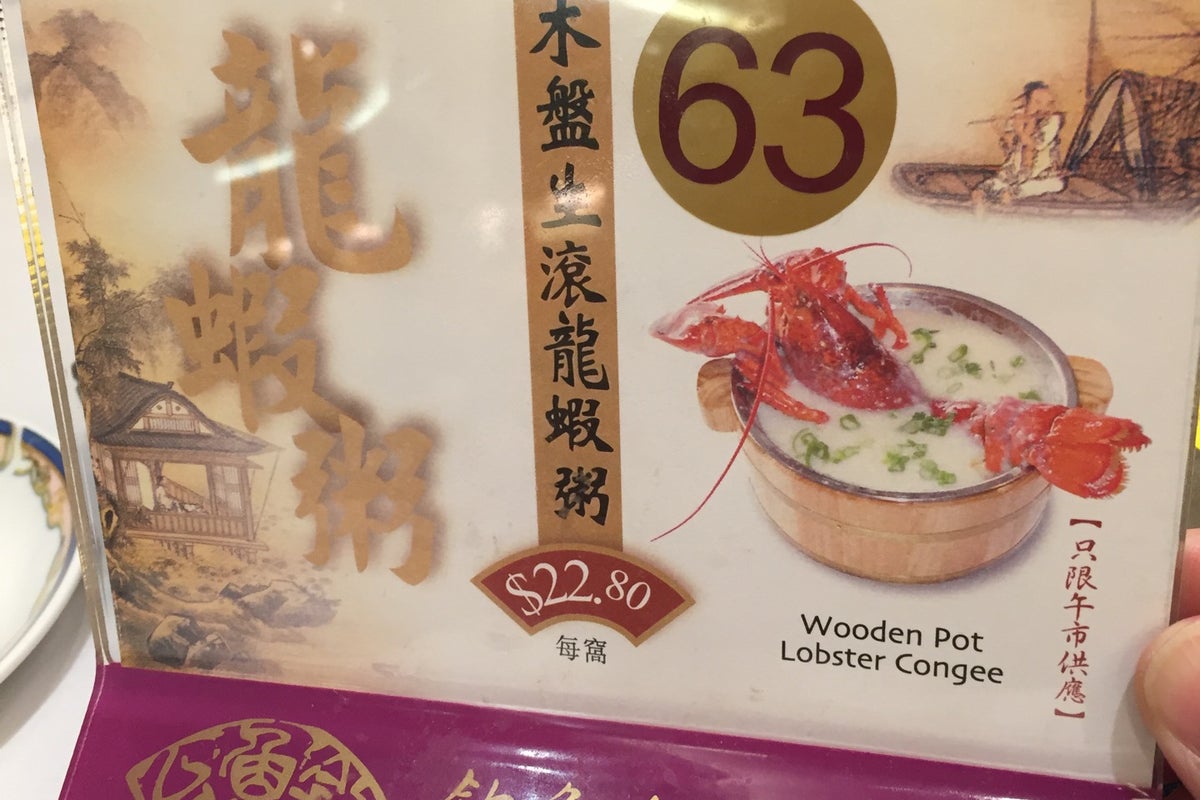 龍蝦粥
木盤生滾龍蝦粥
63
$22.80
每窩
Wooden Pot
Lobster Congee
【只限午市供應】